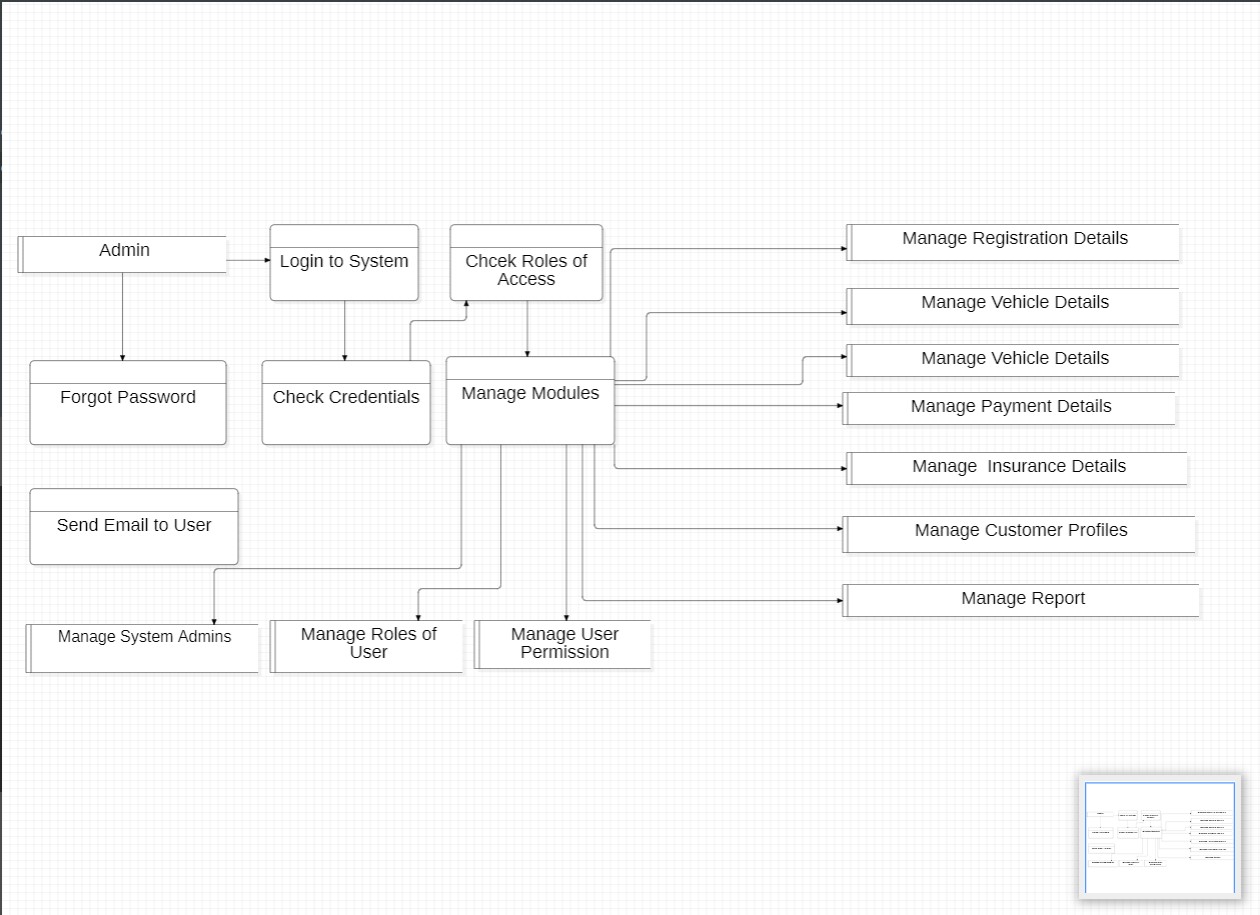 Admin
Login to System
Chcek Roles of
Access
Manage Registration Details
Manage Vehicle Details
Manage Vehicle Details
Forgot Password
Check Credentials
Manage Modules
Manage Payment Details
Manage  Insurance Details
Send Email to User
Manage Customer Profiles
Manage Report
Manage System Admins
Manage Roles of
User
Manage User
Permission